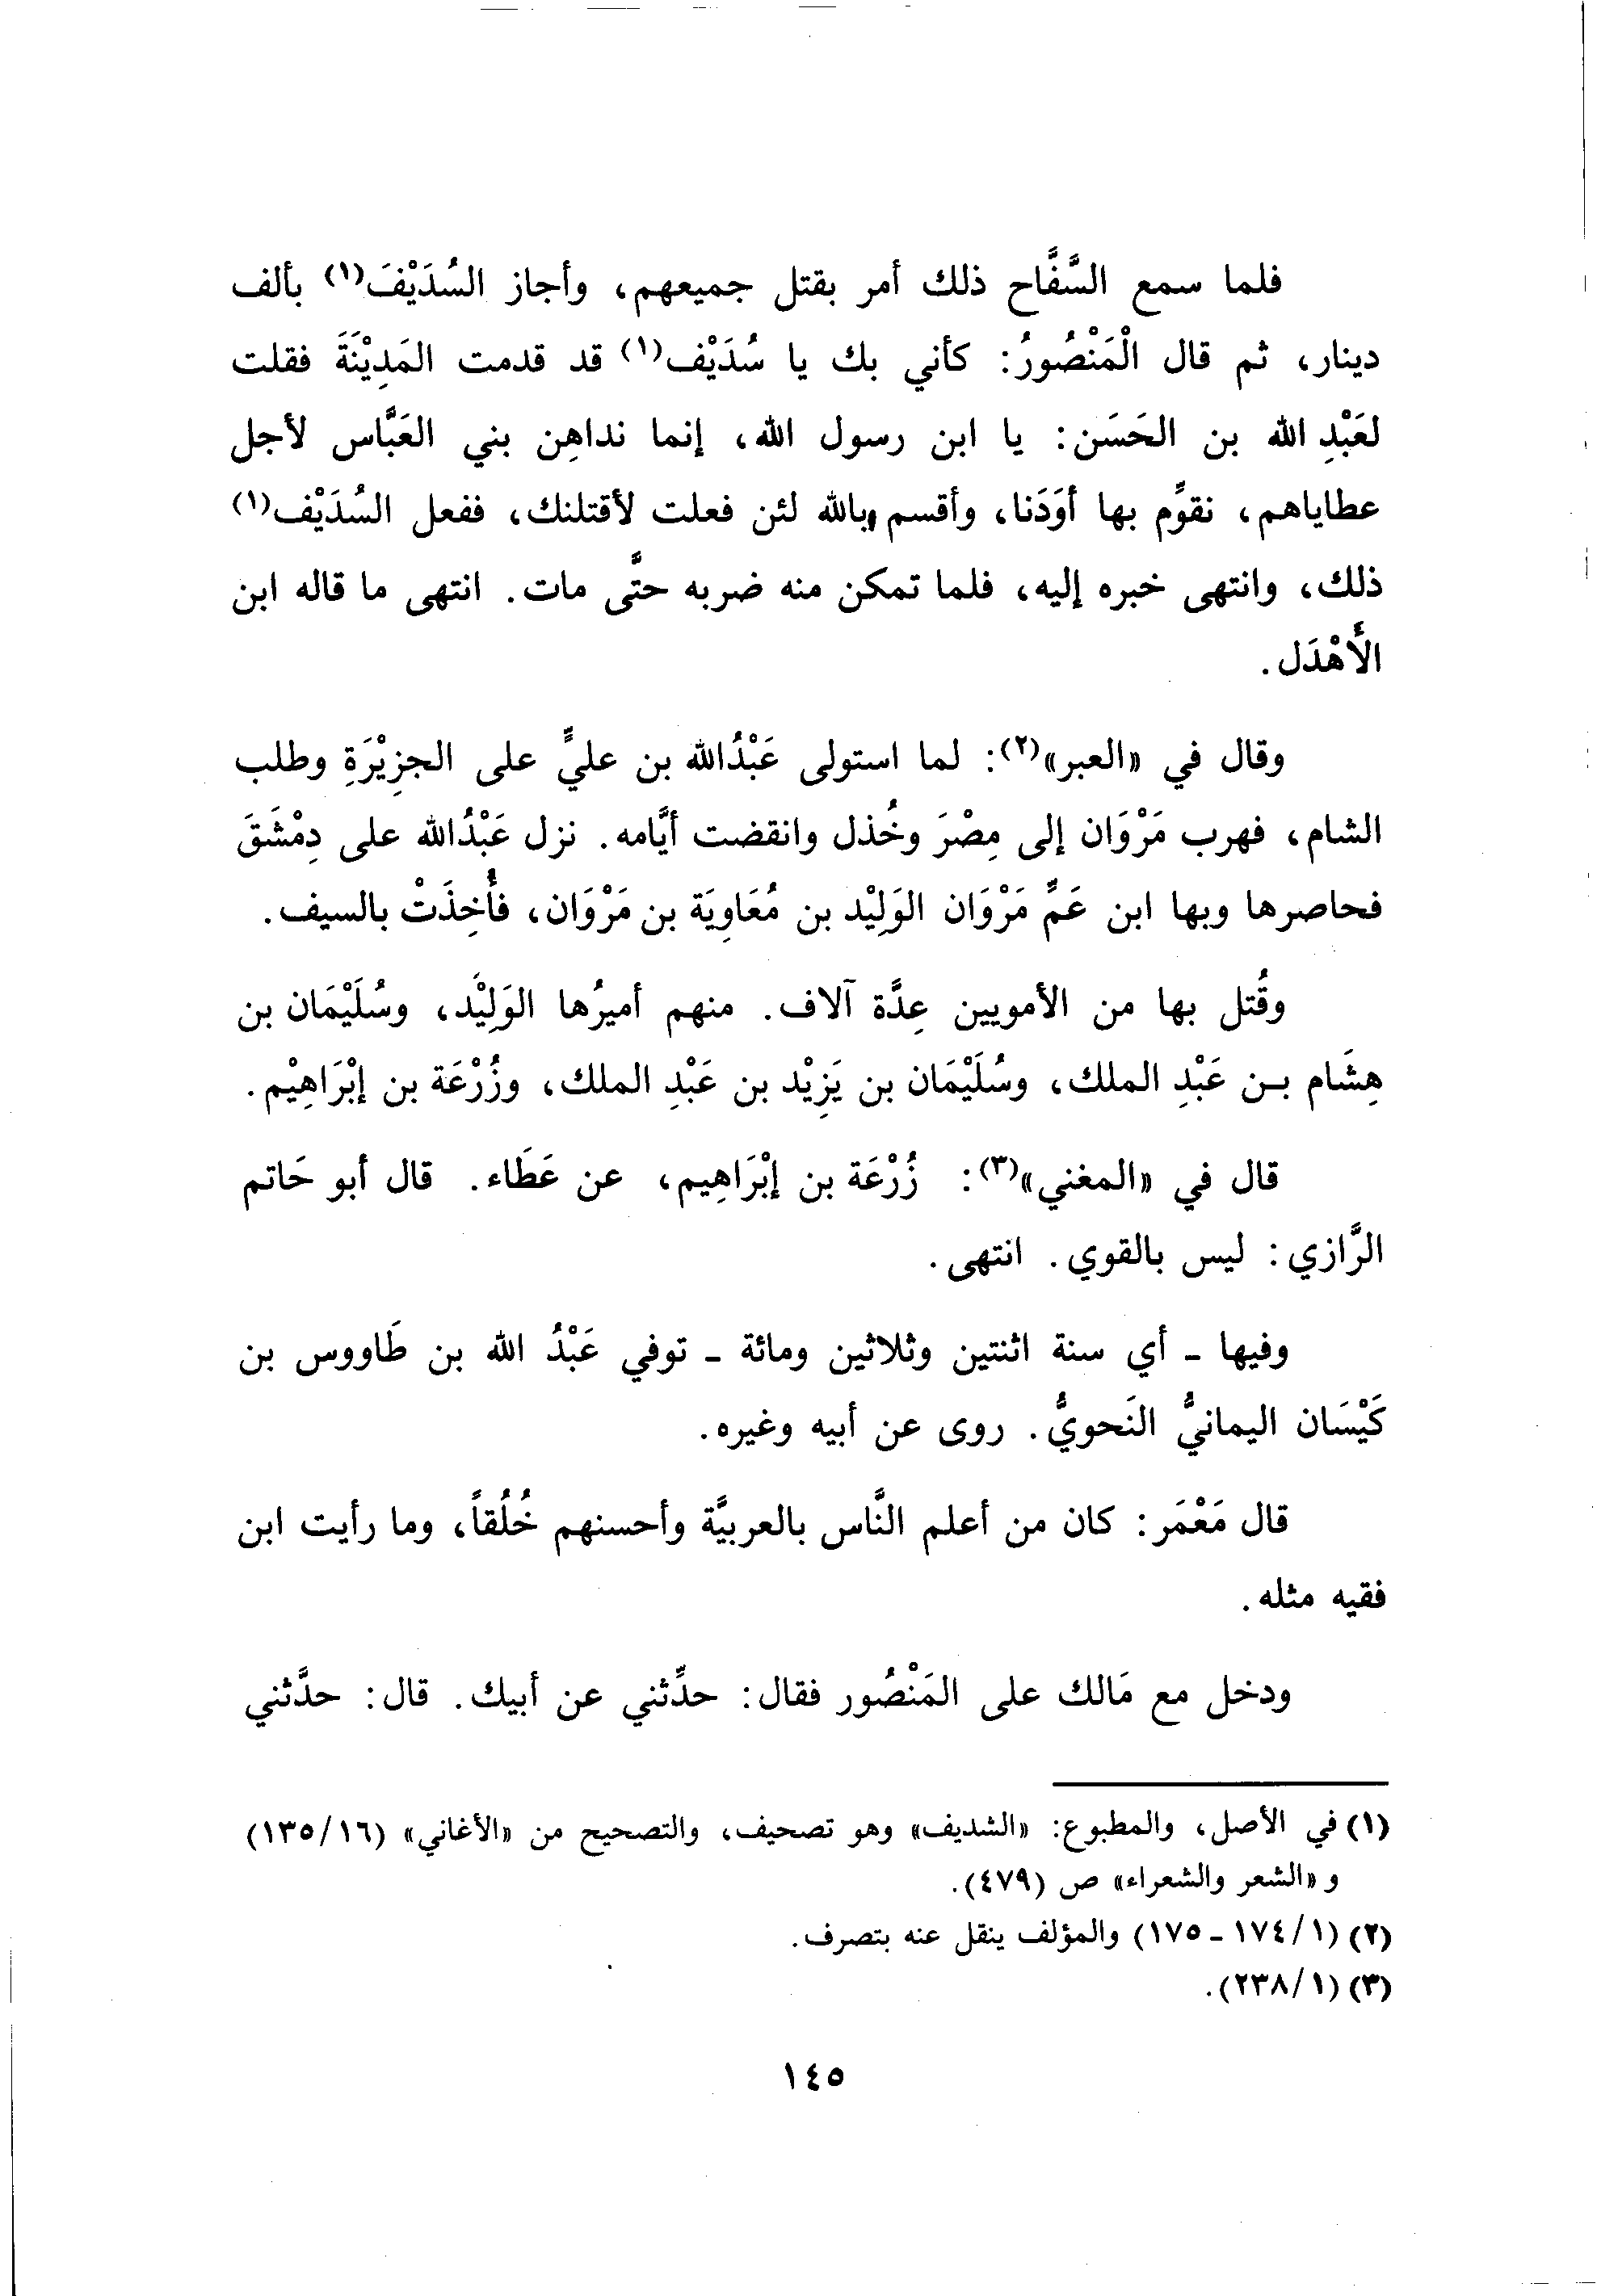 فلما سمع السَّفَّاح ذلك أمر بقتل جميعهم، وأجاز السُدَيْفَ(١) بألف
دينار، ثم قال الْمَنْصُورُ: كأني بك يا سُدَيْف(١) قد قدمت المَدِيْنَةَ فقلت
لعَبْدِ الله بن الحَسَن: يا ابن رسول الله، إنما نداهِن بني العَبَّاس لأجل
عطاياهم، نقوِّم بها أوَدَنا، وأقسم بالله لئن فعلت لأقتلنك، ففعل السُدَيْف(١)
ذلك، وانتهى خبره إليه، فلما تمكن منه ضربه حتَّى مات. انتهى ما قاله ابن
الأَهْدَل.
وقال في «العبر»(٢): لما استولى عَبْدُالله بن عليٍّ على الجزِيْرَةِ وطلب
الشام، فهرب مَرْوَان إلى مِصْرَ وخُذل وانقضت أيَّامه. نزل عَبْدُالله على دِمْشَقَ
فحاصرها وبها ابن عَمِّ مَرْوَان الوَلِيْد بن مُعَاوِيَة بن مَرْوَان، فأُخِذَتْ بالسيف.
وقُتل بها من الأمويين عِدَّة آلاف. منهم أميرُها الوَلِيْد، وسُلَيْمَان بن
هِشَام بـن عَبْدِ الملك، وسُلَيْمَان بن يَزِيْد بن عَبْدِ الملك، وزُرْعَة بن إبْرَاهِيْم.
قال في «المغني»(٣): زُرْعَة بن إبْرَاهِيم، عن عَطَاء. قال أبو حَاتم
الرَّازي: ليس بالقوي. انتهى.
وفيها ـ أي سنة اثنتين وثلاثين ومائة ـ توفي عَبْدُ الله بن طَاووس بن
كَيْسَان اليمانيُّ النَحويُّ. روى عن أبيه وغيره.
قال مَعْمَر: كان من أعلم النَّاس بالعربيَّة وأحسنهم خُلُقاً، وما رأيت ابن
فقيه مثله.
ودخل مع مَالك على المَنْصُور فقال: حدِّثني عن أبيك. قال: حدَّثني
(١) في الأصل، والمطبوع: «الشديف» وهو تصحيف، والتصحيح من «الأغاني» (١٣٥/١٦)
و «الشعر والشعراء» ص (٤٧٩).
(٢) (١٧٤/١ ـ ١٧٥) والمؤلف ينقل عنه بتصرف.
(٣) (٢٣٨/١).
١٤٥